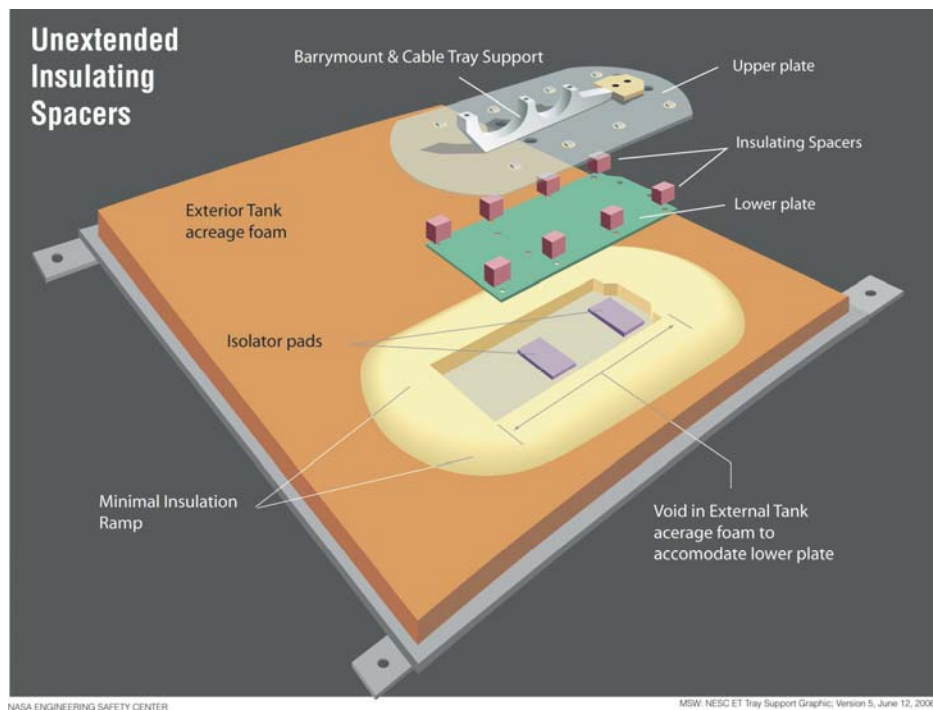 Unextended
Insulating
Spacers
Barrymount & Cable Tray Support
Upper plate
Insulating Spacers
Lower plate
Exterior Tank
acreage foam
Isolator pads
Minimal Insulation
Ramp
Void in External Tank
acerage foam to
accomodate lower plate
NASA ENGINEERING SAFETY CENTER
MSW: NESC ET Tray Support Graphic; Version 5, June 12, 2006